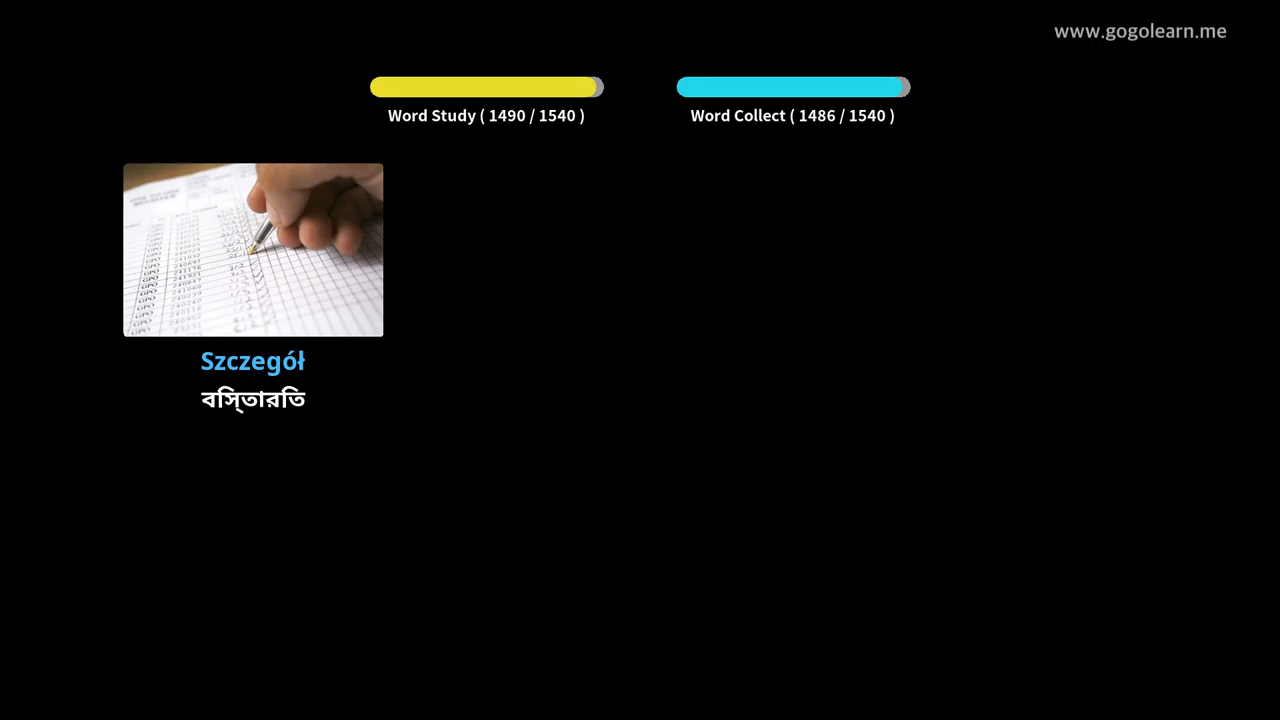 www.gogolearn.me
Word Study ( 1490 / 1540 )
Word Collect ( 1486 / 1540 )
Szczegół
বিস্তারিত